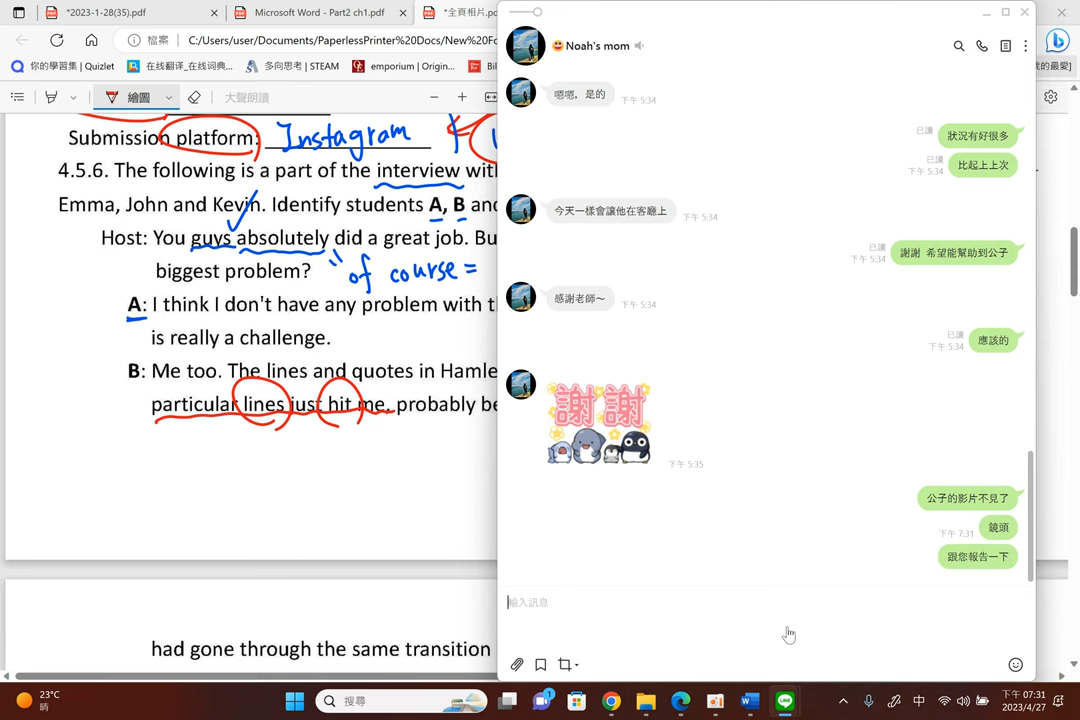 *2023-1-28(35).pdf
Microsoft Word - Part2 ch1.pdf
*全頁相片.pd
檔案
C:/Users/user/Documents/PaperlessPrinter%20Docs/New%20Fo
的最愛]
你的學習集 | Quizlet
在线翻译_在线词典...
多向思考 | STEAM
emporium | Origin...
Bil
繪圖
大聲朗讀
Submission platform: Instagram
4.5.6. The following is a part of the interview wit
Emma, John and Kevin. Identify students A, B and
Host: You guys absolutely did a great job. Bu
biggest problem?
of course =
A: I think I don't have any problem with th
is really a challenge.
B: Me too. The lines and quotes in Hamle
particular lines just hit me, probably be
had gone through the same transition
Noah's mom
嗯嗯，是的
下午 5:34
已讀
狀況有好很多
已讀
下午 5:34
比起上上次
今天一樣會讓他在客廳上
下午 5:34
已讀
下午 5:34
謝謝 希望能幫助到公子
感謝老師～
下午 5:34
已讀
下午 5:34
應該的
謝謝
下午 5:35
公子的影片不見了
鏡頭
下午 7:31
跟您報告一下
輸入訊息
23°C
晴
搜尋
1
中
下午 07:31
2023/4/27